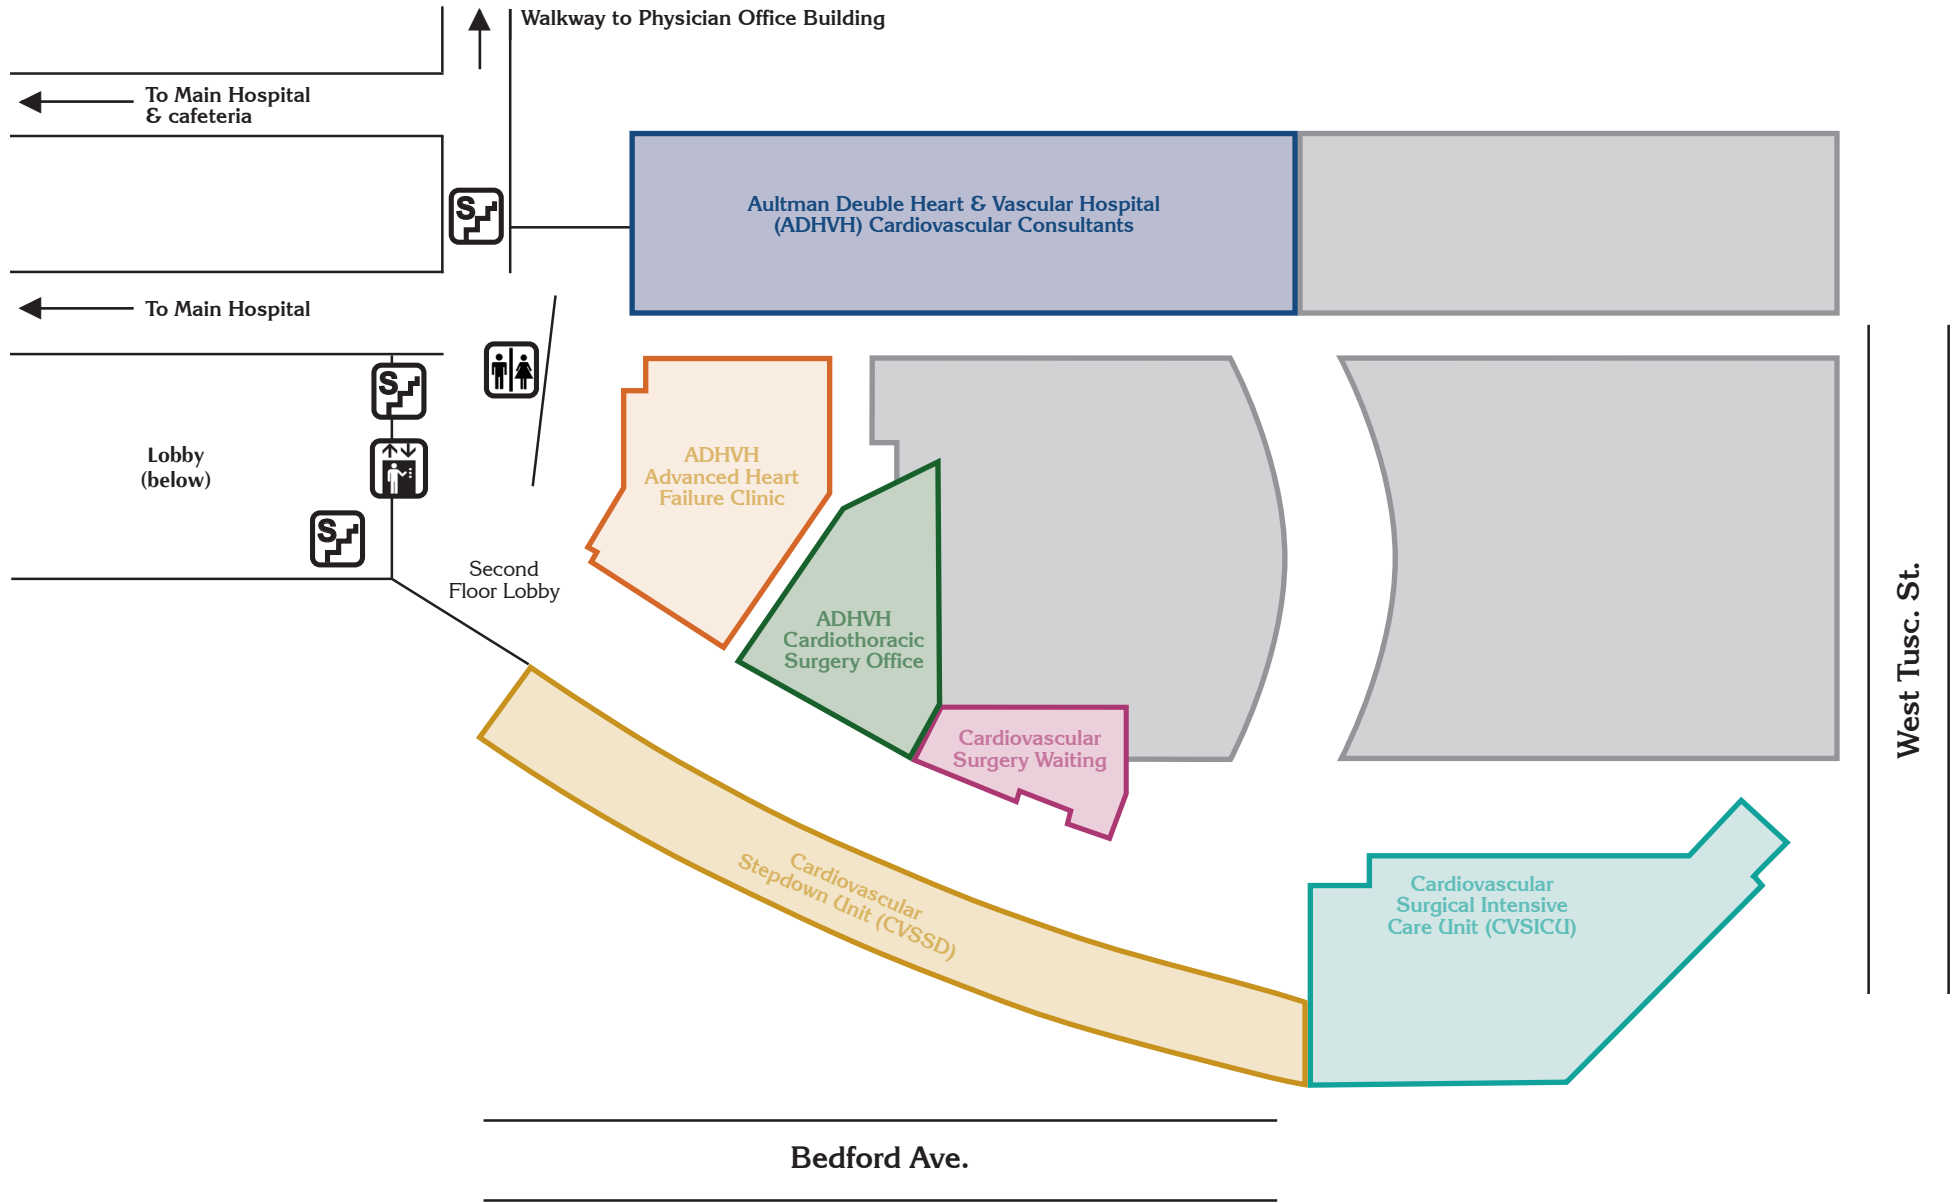 Walkway to Physician Office Building
To Main Hospital
& cafeteria
S
Aultman Deuble Heart & Vascular Hospital
(ADHVH) Cardiovascular Consultants
To Main Hospital
S
Lobby
(below)
S
ADHVH
Advanced Heart
Failure Clinic
Second
Floor Lobby
ADHVH
Cardiothoracic
Surgery Office
Cardiovascular
Surgery Waiting
Cardiovascular
Stepdown Unit (CVSSD)
Cardiovascular
Surgical Intensive
Care Unit (CVSICU)
West Tusc. St.
Bedford Ave.